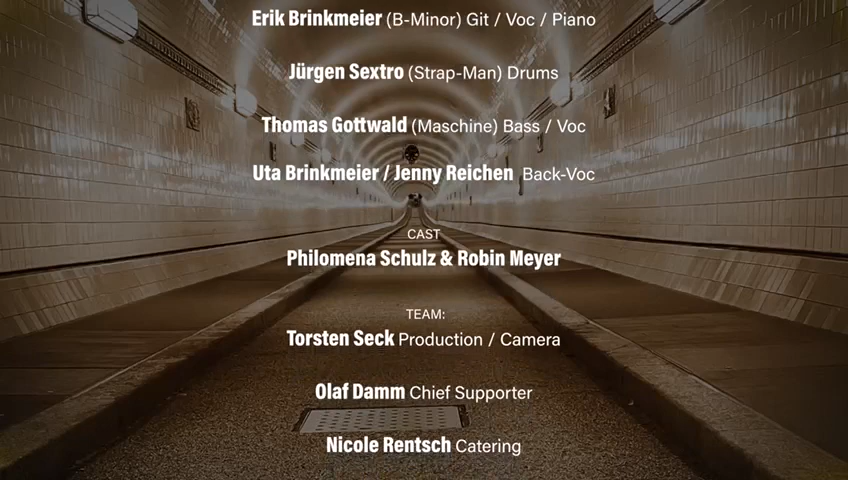 Erik Brinkmeier (B-Minor) Git / Voc / Piano
Jürgen Sextro (Strap-Man) Drums
Thomas Gottwald (Maschine) Bass / Voc
Uta Brinkmeier / Jenny Reichen Back-Voc
CAST
Philomena Schulz & Robin Meyer
TEAM:
Torsten Seck Production / Camera
Olaf Damm Chief Supporter
Nicole Rentsch Catering